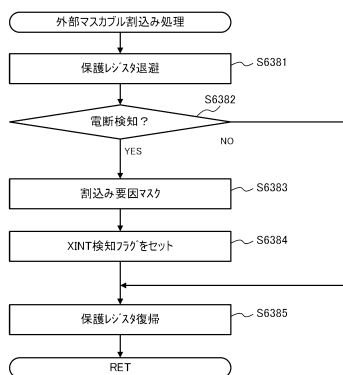 外部マスカブル割込み処理
保護レジスタ退避
S6381
電断検知？
S6382
YES
NO
割込み要因マスク
S6383
XINT検知フラグをセット
S6384
保護レジスタ復帰
S6385
RET